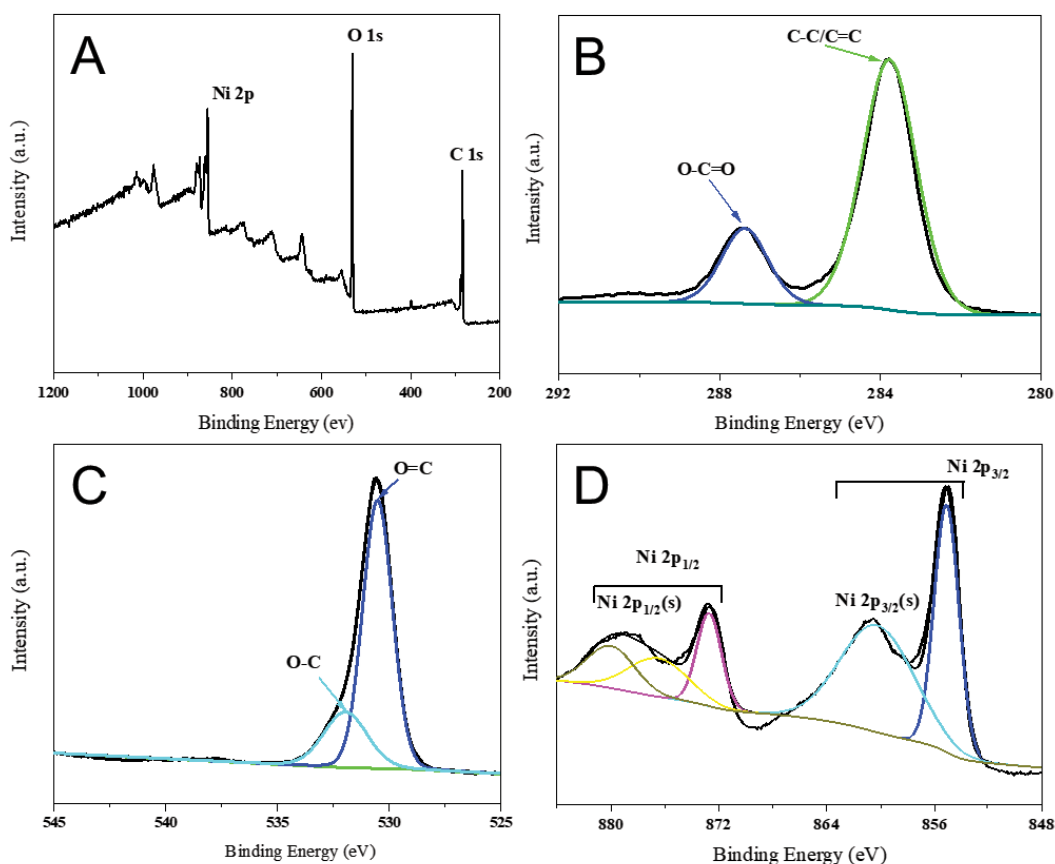 A
O 1s
Ni 2p
C 1s
Intensity (a.u.)
1200 1000 800 600 400 200
Binding Energy (ev)
B
C-C/C=C
O-C=O
Intensity (a.u.)
292 288 284 280
Binding Energy (eV)
C
O=C
O-C
Intensity (a.u.)
545 540 535 530 525
Binding Energy (eV)
D
Ni 2p3/2
Ni 2p1/2
Ni 2p1/2(s)
Ni 2p3/2(s)
Intensity (a.u.)
880 872 864 856 848
Binding Energy (eV)